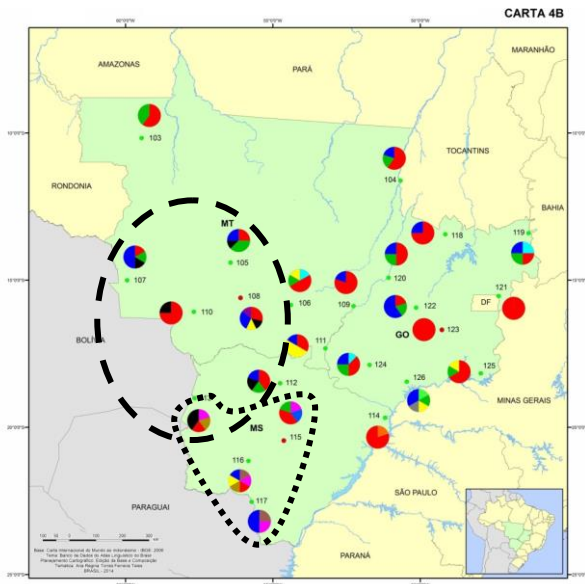 CARTA 4B
MARANHÃO
AMAZONAS
PARÁ
103
TOCANTINS
RONDONIA
104
BAHIA
MT
118
119
105
107
120
121
108
106
109
122
DF
110
123
GO
BOLÍVIA
111
124
125
112
126
MINAS GERAIS
MS
114
115
116
SÃO PAULO
117
PARAGUAI
PARANÁ
BRASIL - 2014